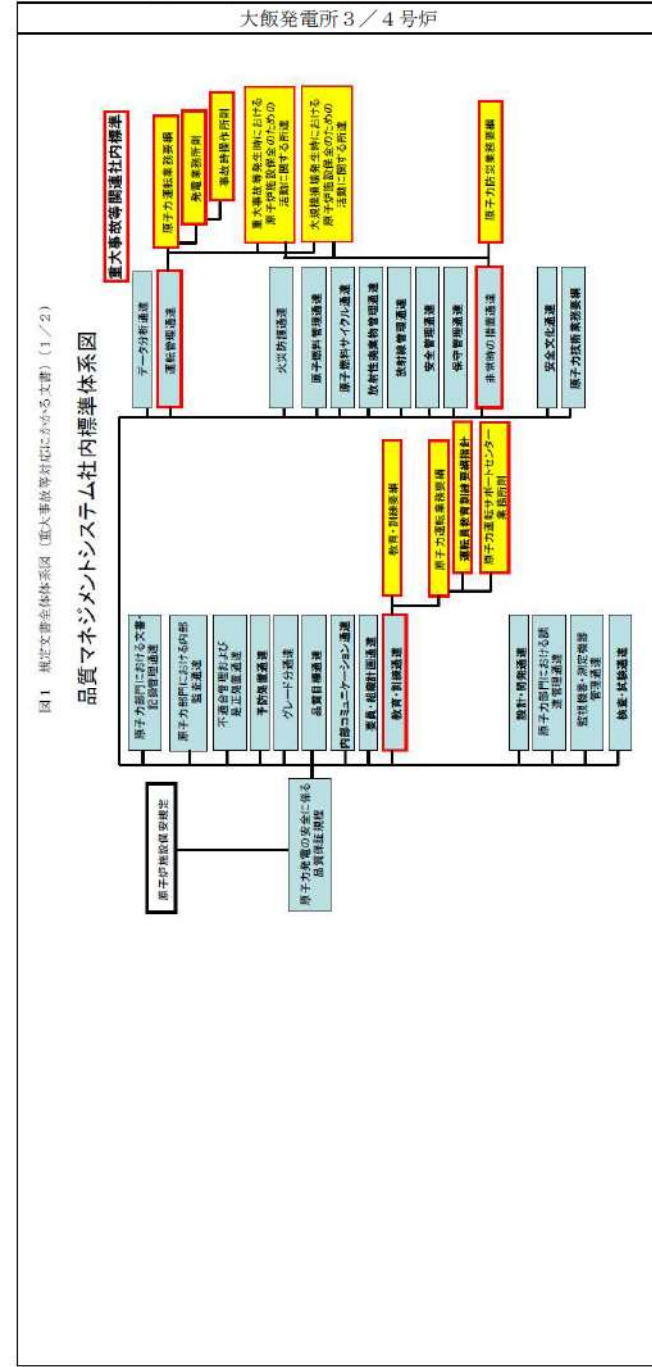 大飯発電所3／4号炉
図1 規定文書全体体系図（重大事故等対応にかかる文書）（1／2）
品質マネジメントシステム社内標準体系図
重大事故等関連社内標準
原子炉施設保安規定
原子力発電の安全に係る
品質保証規程
原子力部門における文書・
記録管理通達
原子力部門における内部
監査通達
不適合管理および
是正処置通達
予防処置通達
グレード分通達
品質目標通達
内部コミュニケーション通達
要員・組織計画通達
教育・訓練通達
設計・開発通達
原子力部門における調
達管理通達
監視機器・測定機器
管理通達
検査・試験通達
教育・訓練要綱
原子力運転業務要綱
運転員教育訓練要綱指針
原子力運転サポートセンター
業務所則
データ分析通達
運転管理通達
火災防護通達
原子燃料管理通達
原子燃料サイクル通達
放射性廃棄物管理通達
放射線管理通達
安全管理通達
保守管理通達
非常時の措置通達
安全文化通達
原子力技術業務要綱
原子力運転業務要綱
発電業務所則
事故時操作所則
重大事故等発生時における
原子炉施設保全のための
活動に関する所達
大規模損壊発生時における
原子炉施設保全のための
活動に関する所達
原子力防災業務要綱